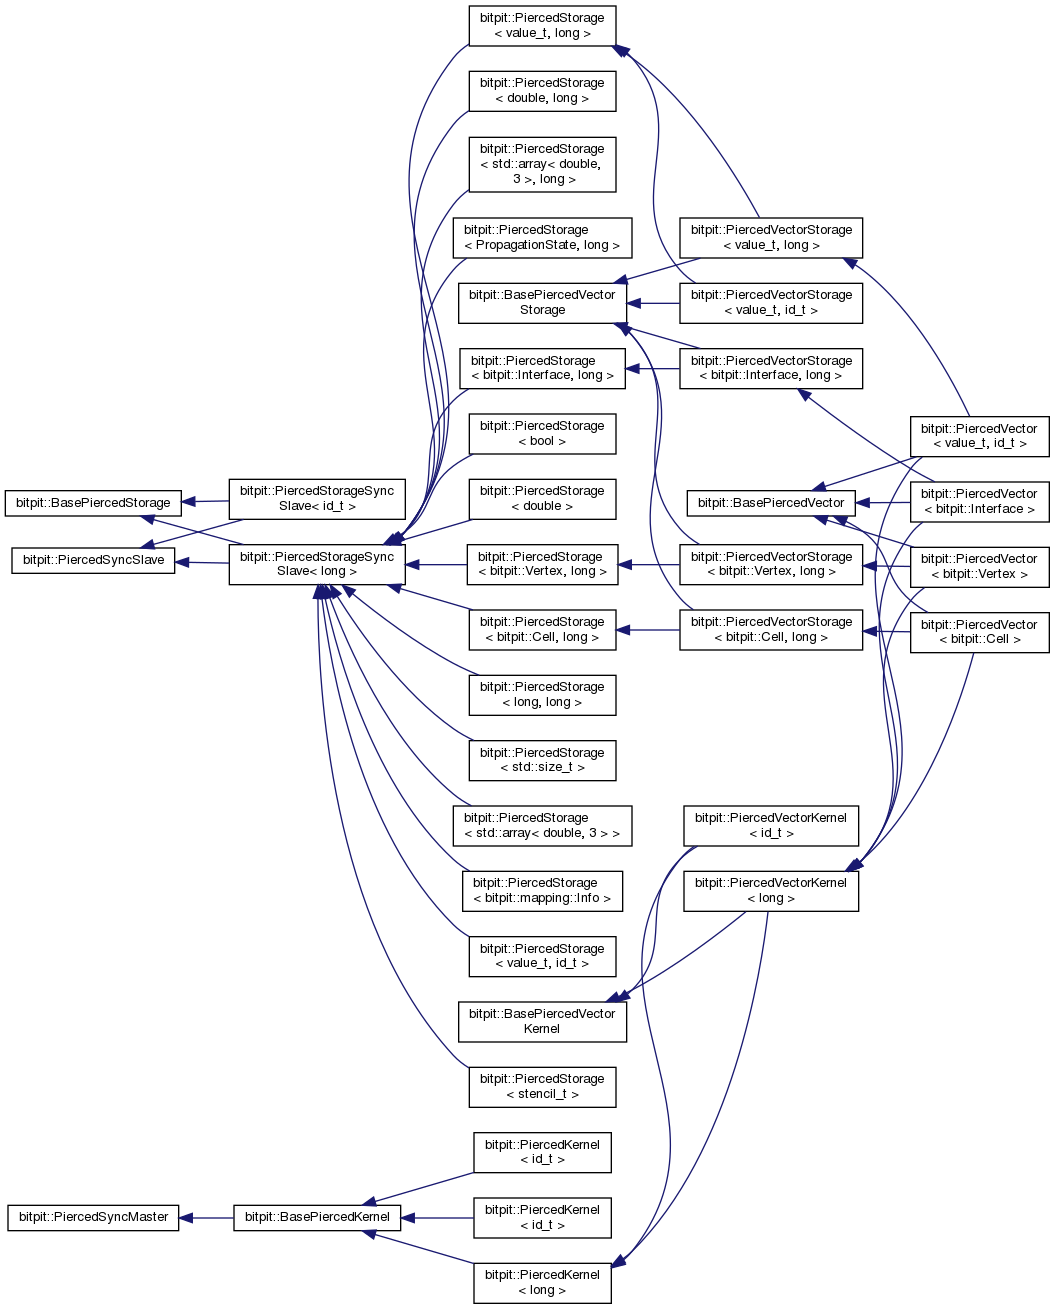 bitpit::PiercedStorage
< value_t, long >
bitpit::PiercedStorage
< double, long >
bitpit::PiercedStorage
< std::array< double,
3 >, long >
bitpit::PiercedStorage
< PropagationState, long >
bitpit::PiercedVectorStorage
< value_t, long >
bitpit::BasePiercedVector
Storage
bitpit::PiercedVectorStorage
< value_t, id_t >
bitpit::PiercedStorage
< bitpit::Interface, long >
bitpit::PiercedVectorStorage
< bitpit::Interface, long >
bitpit::PiercedStorage
< bool >
bitpit::PiercedVector
< value_t, id_t >
bitpit::BasePiercedStorage
bitpit::PiercedStorageSync
Slave< id_t >
bitpit::PiercedStorage
< double >
bitpit::BasePiercedVector
bitpit::PiercedVector
< bitpit::Interface >
bitpit::PiercedSyncSlave
bitpit::PiercedStorageSync
Slave< long >
bitpit::PiercedStorage
< bitpit::Vertex, long >
bitpit::PiercedVectorStorage
< bitpit::Vertex, long >
bitpit::PiercedVector
< bitpit::Vertex >
bitpit::PiercedStorage
< bitpit::Cell, long >
bitpit::PiercedVectorStorage
< bitpit::Cell, long >
bitpit::PiercedVector
< bitpit::Cell >
bitpit::PiercedStorage
< long, long >
bitpit::PiercedStorage
< std::size_t >
bitpit::PiercedStorage
< std::array< double, 3 > >
bitpit::PiercedVectorKernel
< id_t >
bitpit::PiercedStorage
< bitpit::mapping::Info >
bitpit::PiercedVectorKernel
< long >
bitpit::PiercedStorage
< value_t, id_t >
bitpit::BasePiercedVector
Kernel
bitpit::PiercedStorage
< stencil_t >
bitpit::PiercedKernel
< id_t >
bitpit::PiercedSyncMaster
bitpit::BasePiercedKernel
bitpit::PiercedKernel
< id_t >
bitpit::PiercedKernel
< long >